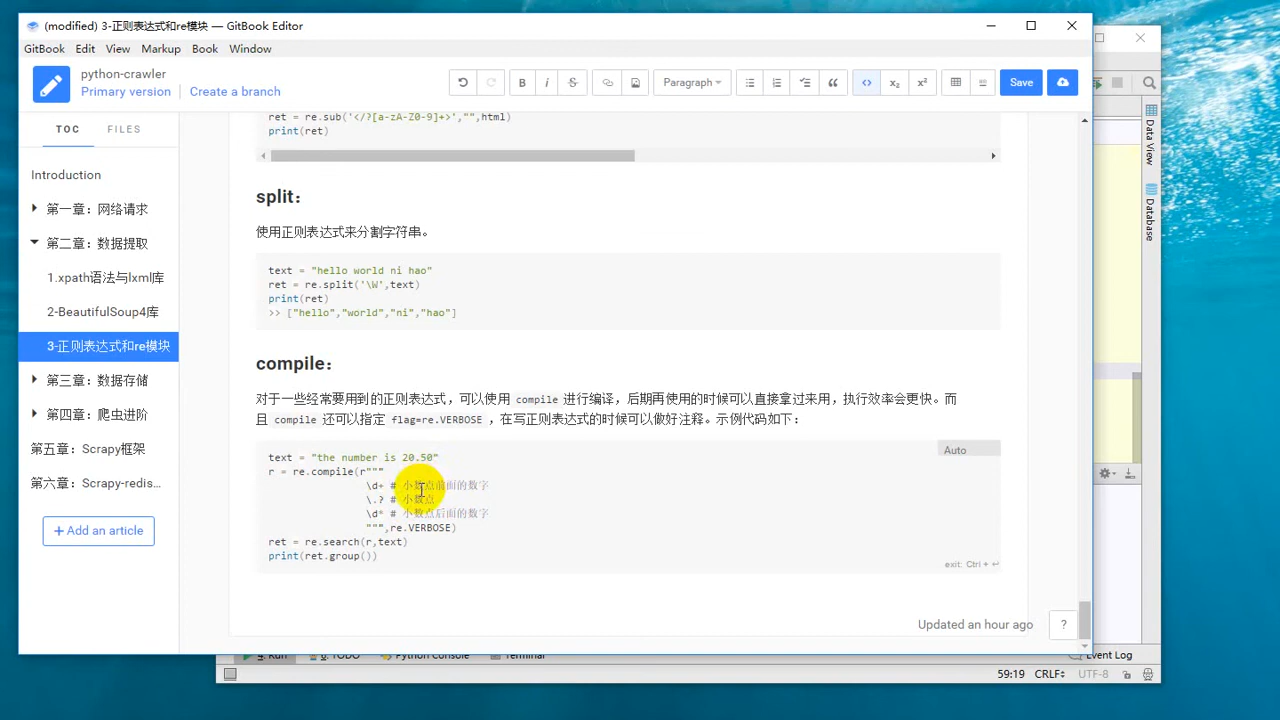 (modified) 3-正则表达式和re模块 — GitBook Editor
GitBook Edit View Markup Book Window
python-crawler
Primary version Create a branch
B i S Paragraph x₂ x² Save
TOC FILES
Introduction
第一章：网络请求
第二章：数据提取
1.xpath语法与lxml库
2-BeautifulSoup4库
3-正则表达式和re模块
第三章：数据存储
第四章：爬虫进阶
第五章：Scrapy框架
第六章：Scrapy-redis...
+ Add an article
ret = re.sub('</?[a-zA-Z0-9]+>',"",html)
print(ret)
split：
使用正则表达式来分割字符串。
text = "hello world ni hao"
ret = re.split('\W',text)
print(ret)
>> ["hello","world","ni","hao"]
compile：
对于一些经常要用到的正则表达式，可以使用 compile 进行编译，后期再使用的时候可以直接拿过来用，执行效率会更快。而
且 compile 还可以指定 flag=re.VERBOSE ，在写正则表达式的时候可以做好注释。示例代码如下：
Auto
text = "the number is 20.50"
r = re.compile(r"""
\d+ # 小数点前面的数字
\.? # 小数点
\d* # 小数点后面的数字
""",re.VERBOSE)
ret = re.search(r,text)
print(ret.group())
exit: Ctrl + ↩
Updated an hour ago ?
Data View
Database
4: Run 6: TODO Python Console Terminal Event Log
59:19 CRLF UTF-8